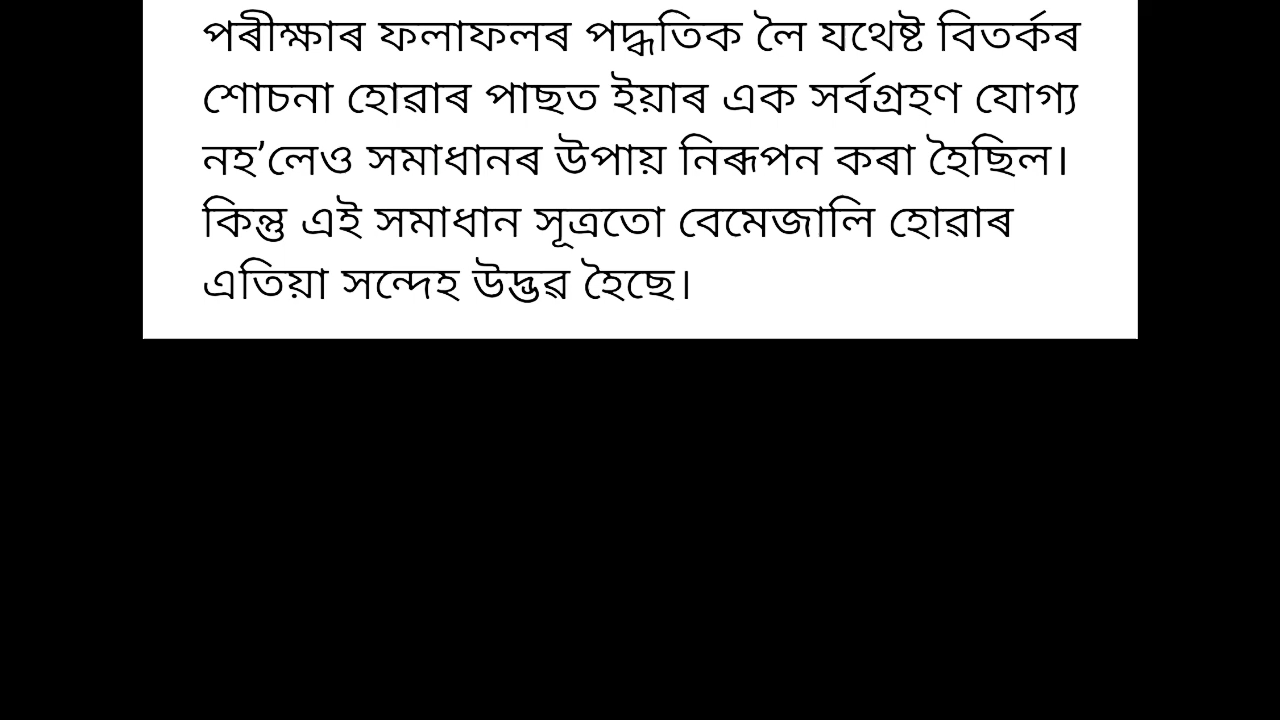 পৰীক্ষাৰ ফলাফলৰ পদ্ধতিক লৈ যথেষ্ট বিতৰ্কৰ
শোচনা হোৱাৰ পাছত ইয়াৰ এক সৰ্বগ্ৰহণ যোগ্য
নহ’লেও সমাধানৰ উপায় নিৰূপন কৰা হৈছিল।
কিন্তু এই সমাধান সূত্ৰতো বেমেজালি হোৱাৰ
এতিয়া সন্দেহ উদ্ভৱ হৈছে।